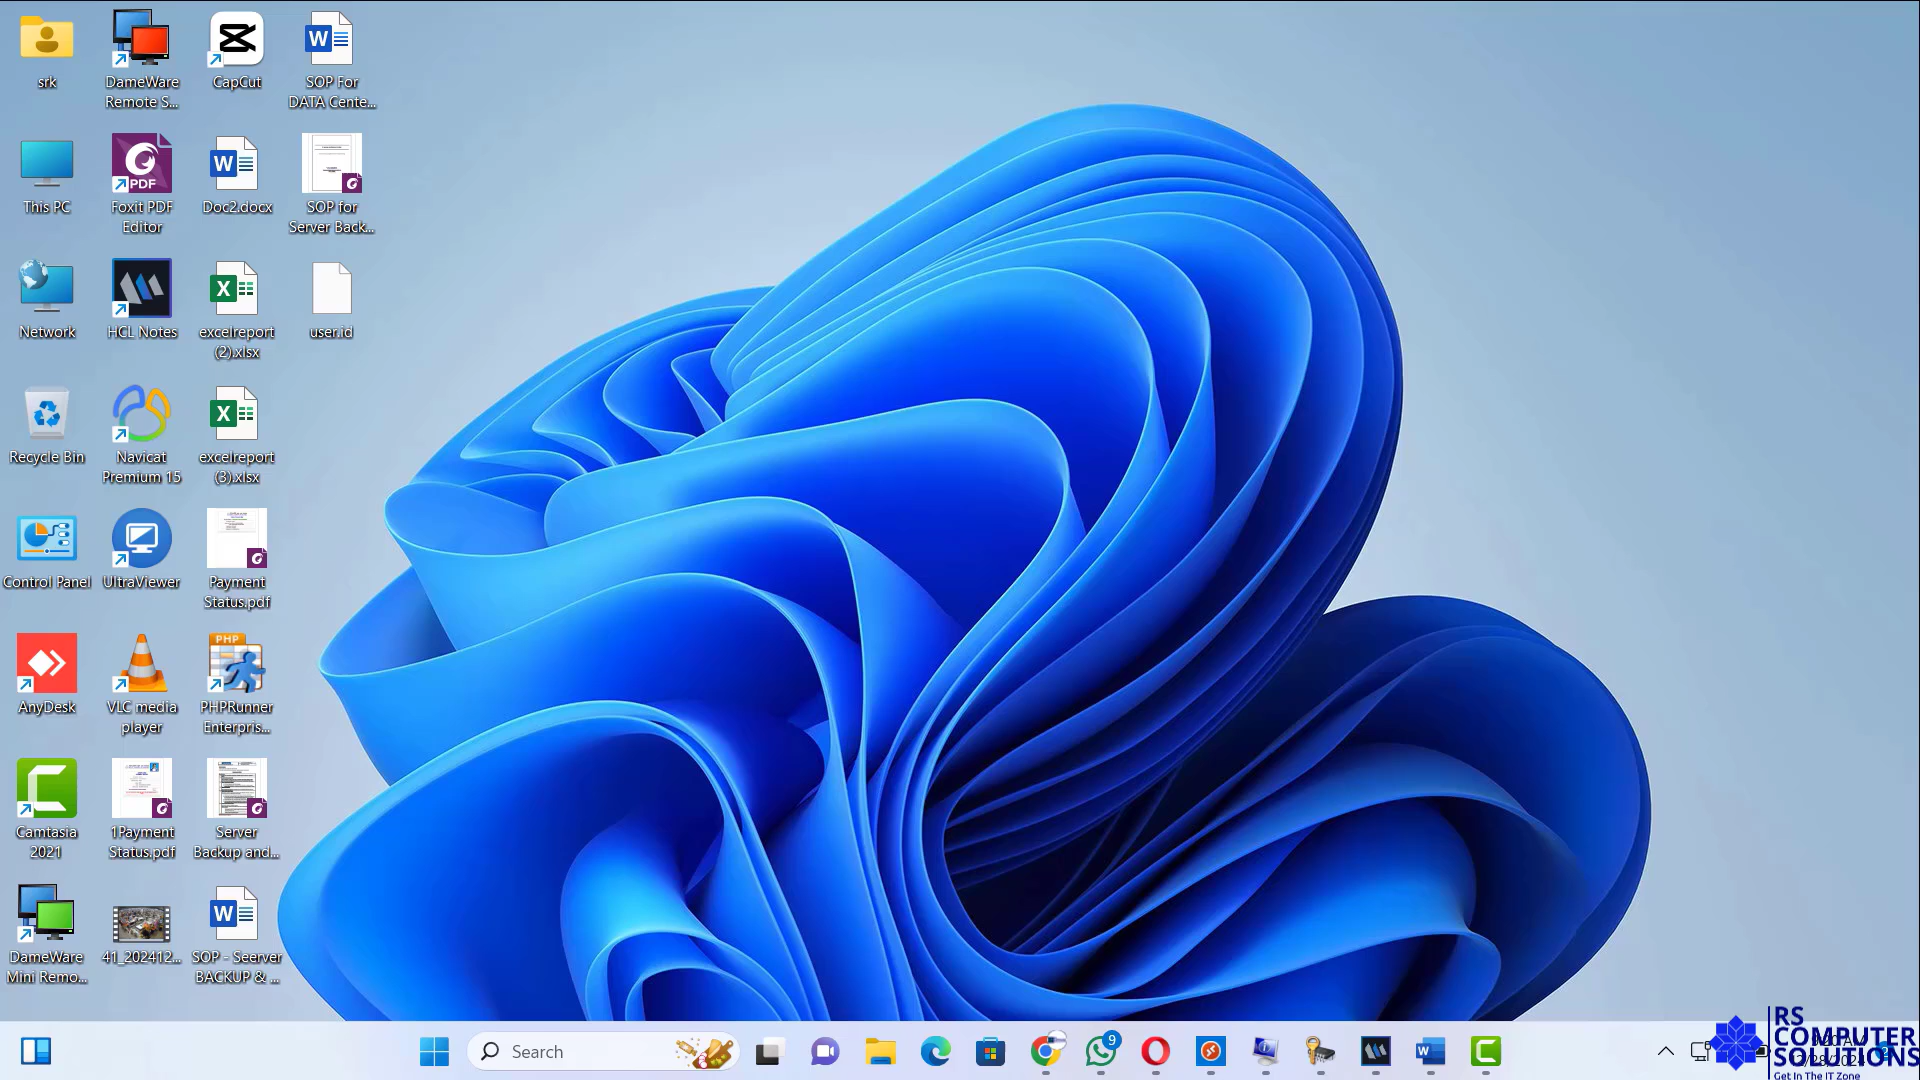 srk
DameWare
Remote S...
CapCut
SOP For
DATA Cente...
This PC
PDF
Foxit PDF
Editor
Doc2.docx
SOP for
Server Back...
Network
HCL Notes
excelreport
(2).xlsx
user.id
Recycle Bin
Navicat
Premium 15
excelreport
(3).xlsx
Control Panel
UltraViewer
Payment
Status.pdf
AnyDesk
VLC media
player
PHP
PHPRunner
Enterpris...
Camtasia
2021
1Payment
Status.pdf
Server
Backup and...
DameWare
Mini Remo...
41_202412...
SOP - Seerver
BACKUP & ...
Search
9
RS
COMPUTER
SOLUTIONS
Get In The IT Zone